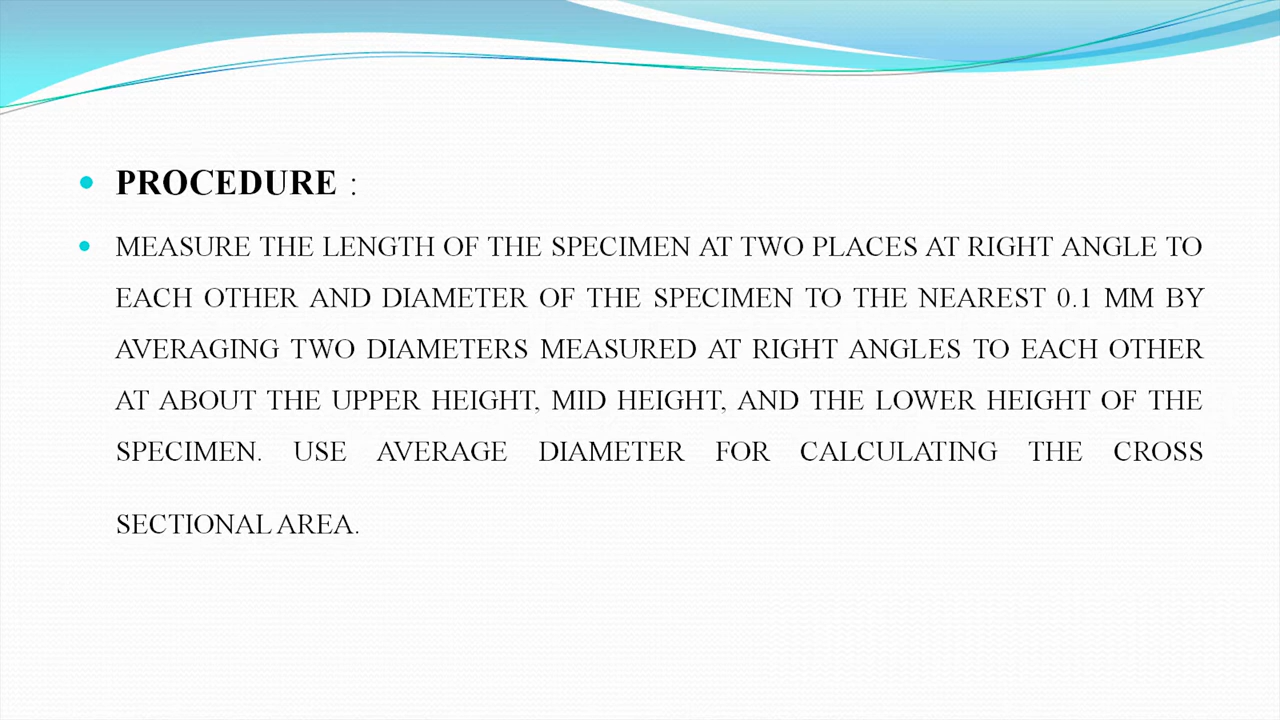 PROCEDURE :
MEASURE THE LENGTH OF THE SPECIMEN AT TWO PLACES AT RIGHT ANGLE TO
EACH OTHER AND DIAMETER OF THE SPECIMEN TO THE NEAREST 0.1 MM BY
AVERAGING TWO DIAMETERS MEASURED AT RIGHT ANGLES TO EACH OTHER
AT ABOUT THE UPPER HEIGHT, MID HEIGHT, AND THE LOWER HEIGHT OF THE
SPECIMEN. USE AVERAGE DIAMETER FOR CALCULATING THE CROSS
SECTIONAL AREA.